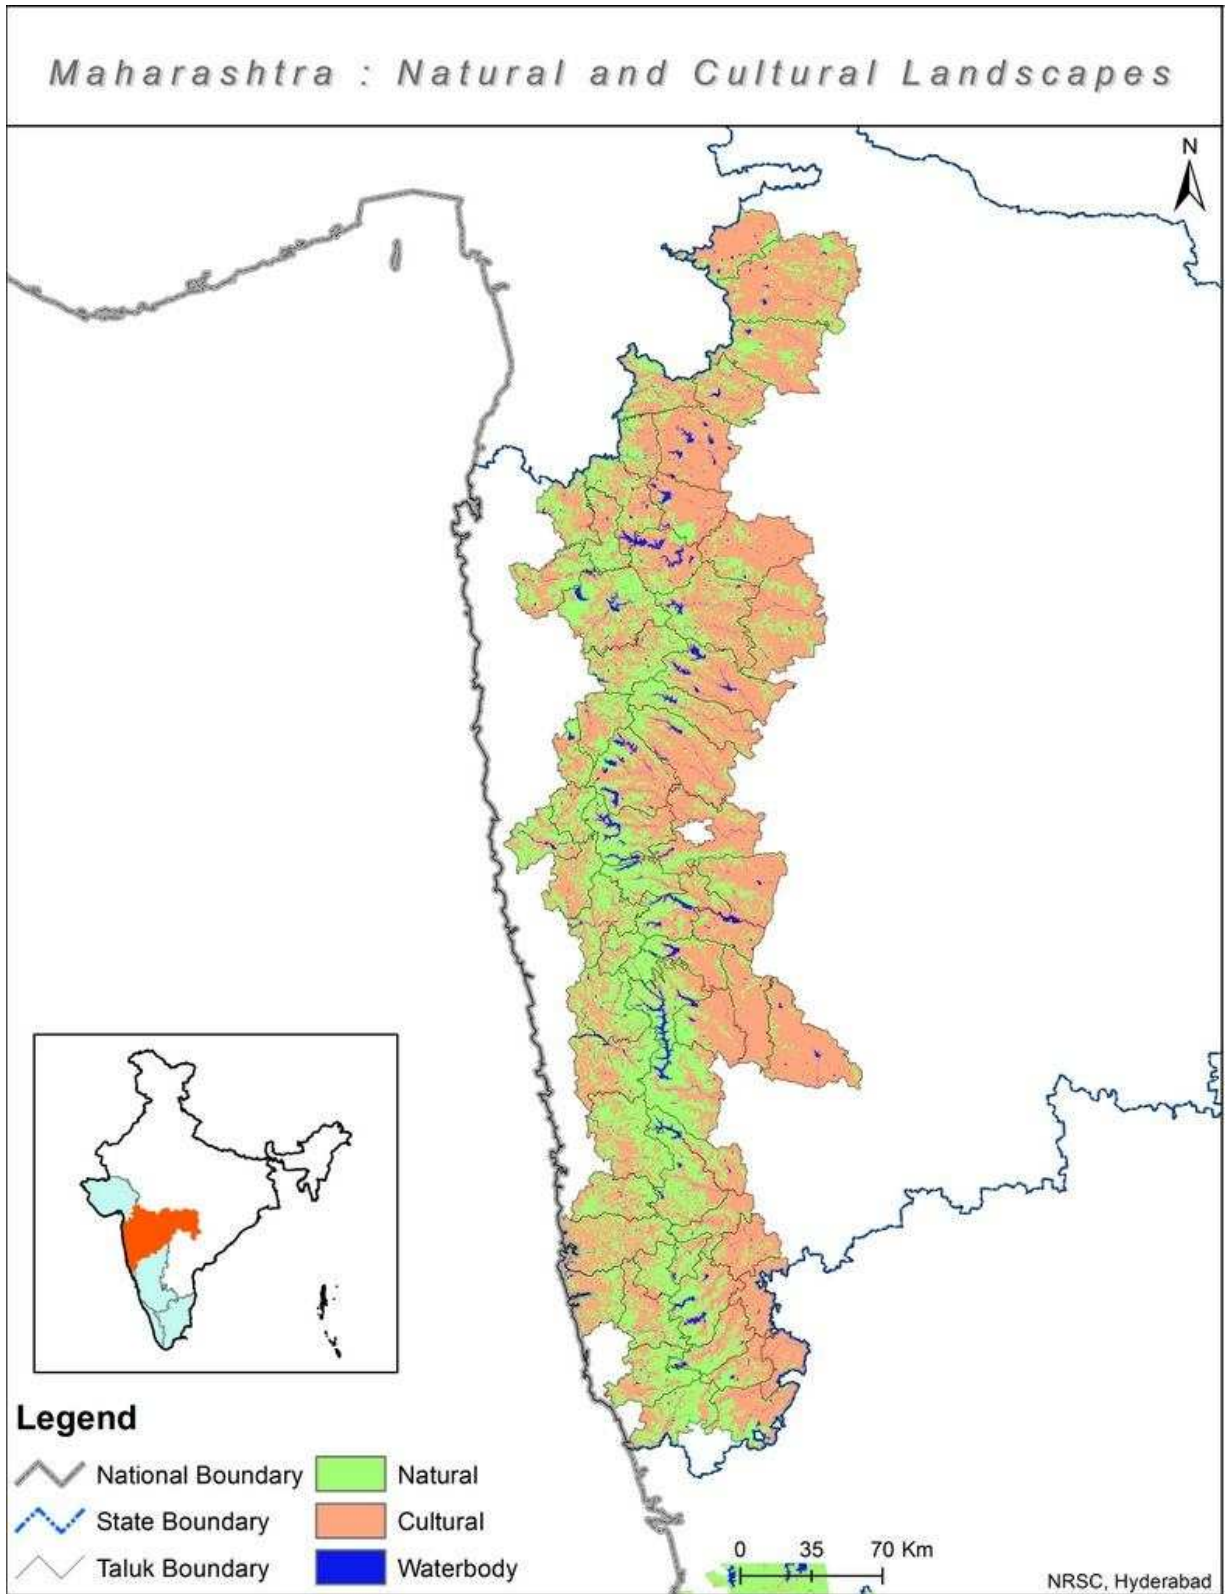 Maharashtra : Natural and Cultural Landscapes
N
Legend
National Boundary
Natural
State Boundary
Cultural
Taluk Boundary
Waterbody
0 35 70 Km
NRSC, Hyderabad